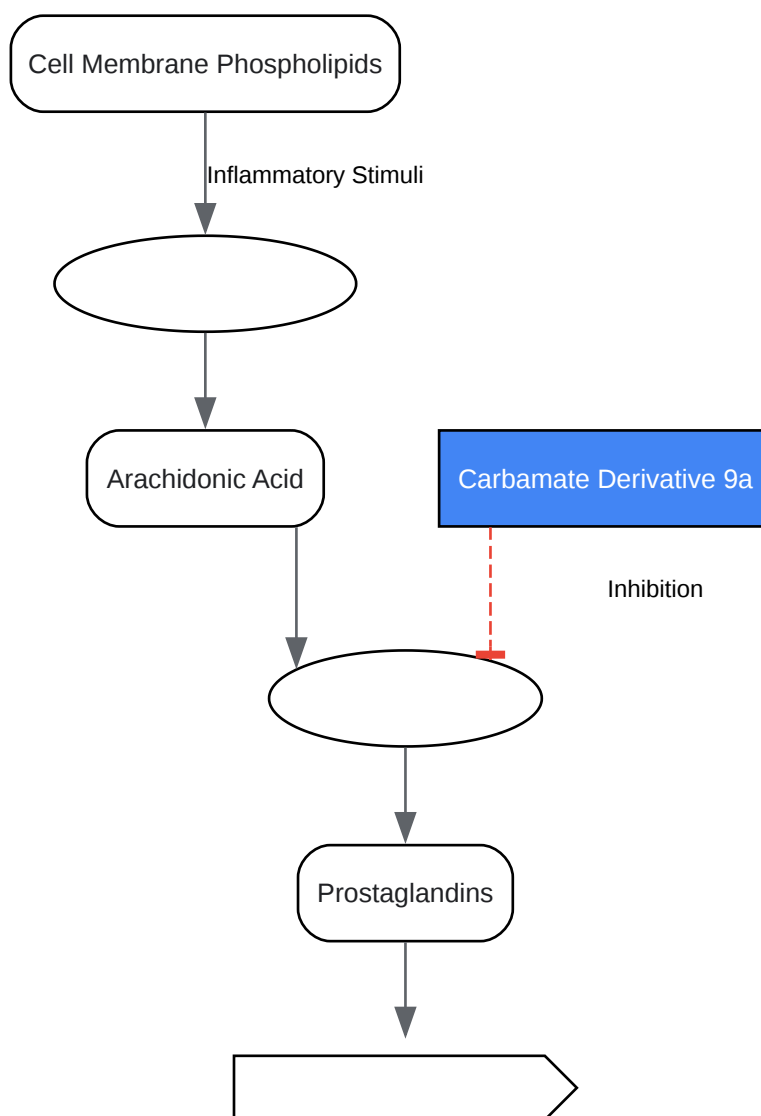 Cell Membrane Phospholipids
Inflammatory Stimuli
Arachidonic Acid
Carbamate Derivative 9a
Inhibition
Prostaglandins